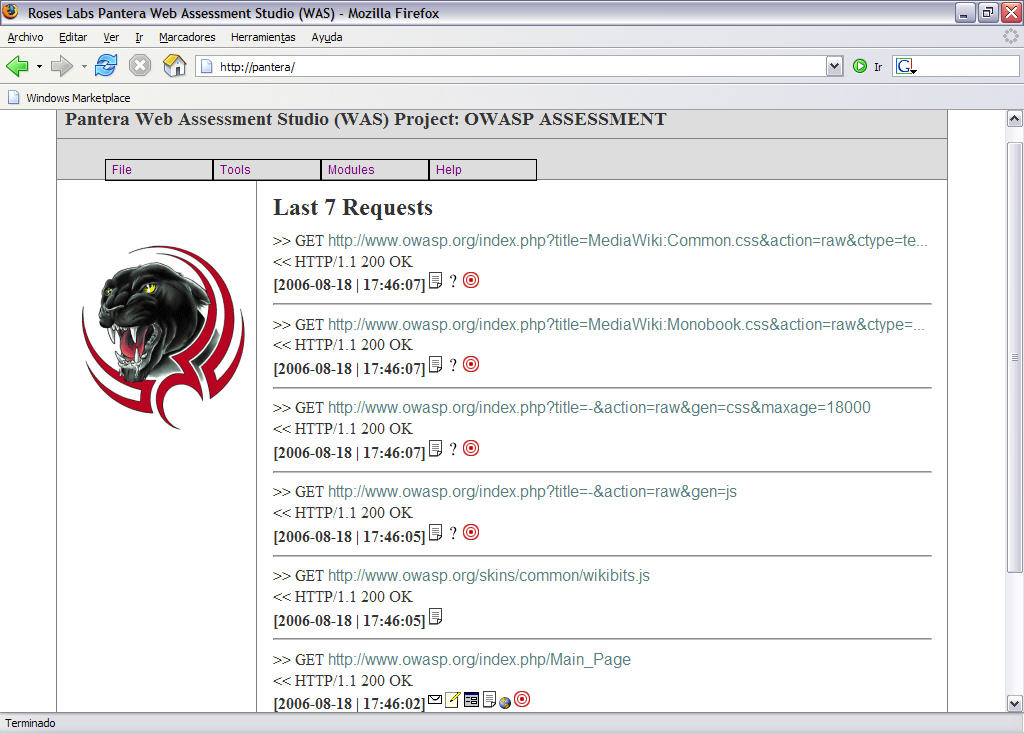 Roses Labs Pantera Web Assessment Studio (WAS) - Mozilla Firefox
Archivo Editar Ver Ir Marcadores Herramientas Ayuda
http://pantera/ Ir G
Windows Marketplace
Pantera Web Assessment Studio (WAS) Project: OWASP ASSESSMENT
File Tools Modules Help
Last 7 Requests
>> GET http://www.owasp.org/index.php?title=MediaWiki:Common.css&action=raw&ctype=te...
<< HTTP/1.1 200 OK
[2006-08-18 | 17:46:07] ?
>> GET http://www.owasp.org/index.php?title=MediaWiki:Monobook.css&action=raw&ctype=...
<< HTTP/1.1 200 OK
[2006-08-18 | 17:46:07] ?
>> GET http://www.owasp.org/index.php?title=-&action=raw&gen=css&maxage=18000
<< HTTP/1.1 200 OK
[2006-08-18 | 17:46:07] ?
>> GET http://www.owasp.org/index.php?title=-&action=raw&gen=js
<< HTTP/1.1 200 OK
[2006-08-18 | 17:46:05] ?
>> GET http://www.owasp.org/skins/common/wikibits.js
<< HTTP/1.1 200 OK
[2006-08-18 | 17:46:05]
>> GET http://www.owasp.org/index.php/Main_Page
<< HTTP/1.1 200 OK
[2006-08-18 | 17:46:02]
Terminado